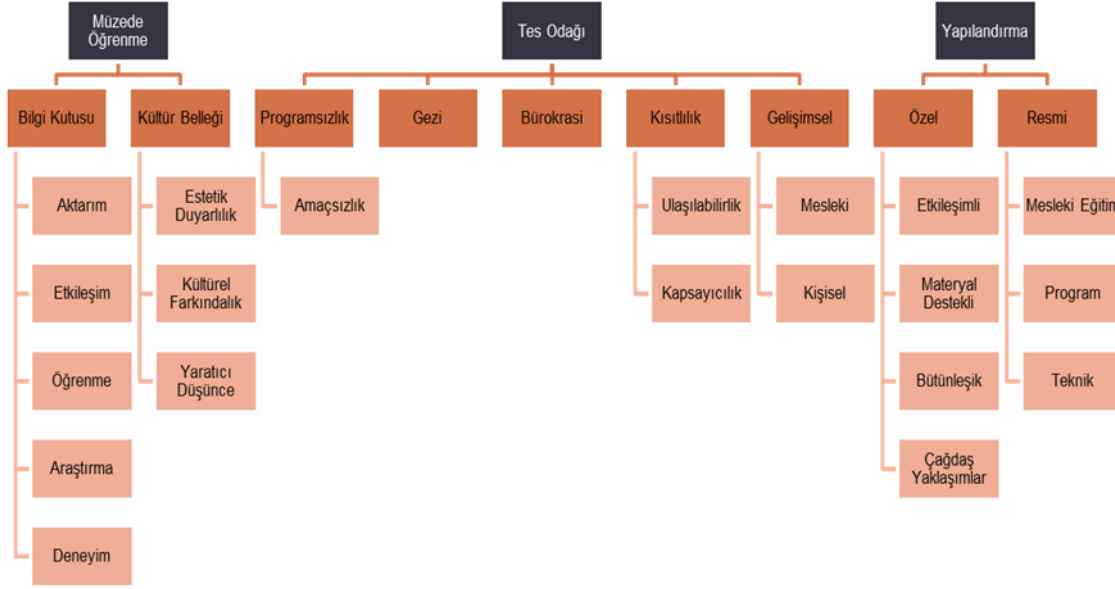 Müzede
Öğrenme
Tes Odağı
Yapılandırma
Bilgi Kutusu
Kültür Belleği
Programsızlık
Gezi
Bürokrasi
Kısıtlılık
Gelişimsel
Özel
Resmi
Aktarım
Estetik
Duyarlılık
Amaçsızlık
Ulaşılabilirlik
Mesleki
Etkileşimli
Mesleki Eğitim
Etkileşim
Kültürel
Farkındalık
Kapsayıcılık
Kişisel
Materyal
Destekli
Program
Öğrenme
Yaratıcı
Düşünce
Bütünleşik
Teknik
Araştırma
Çağdaş
Yaklaşımlar
Deneyim